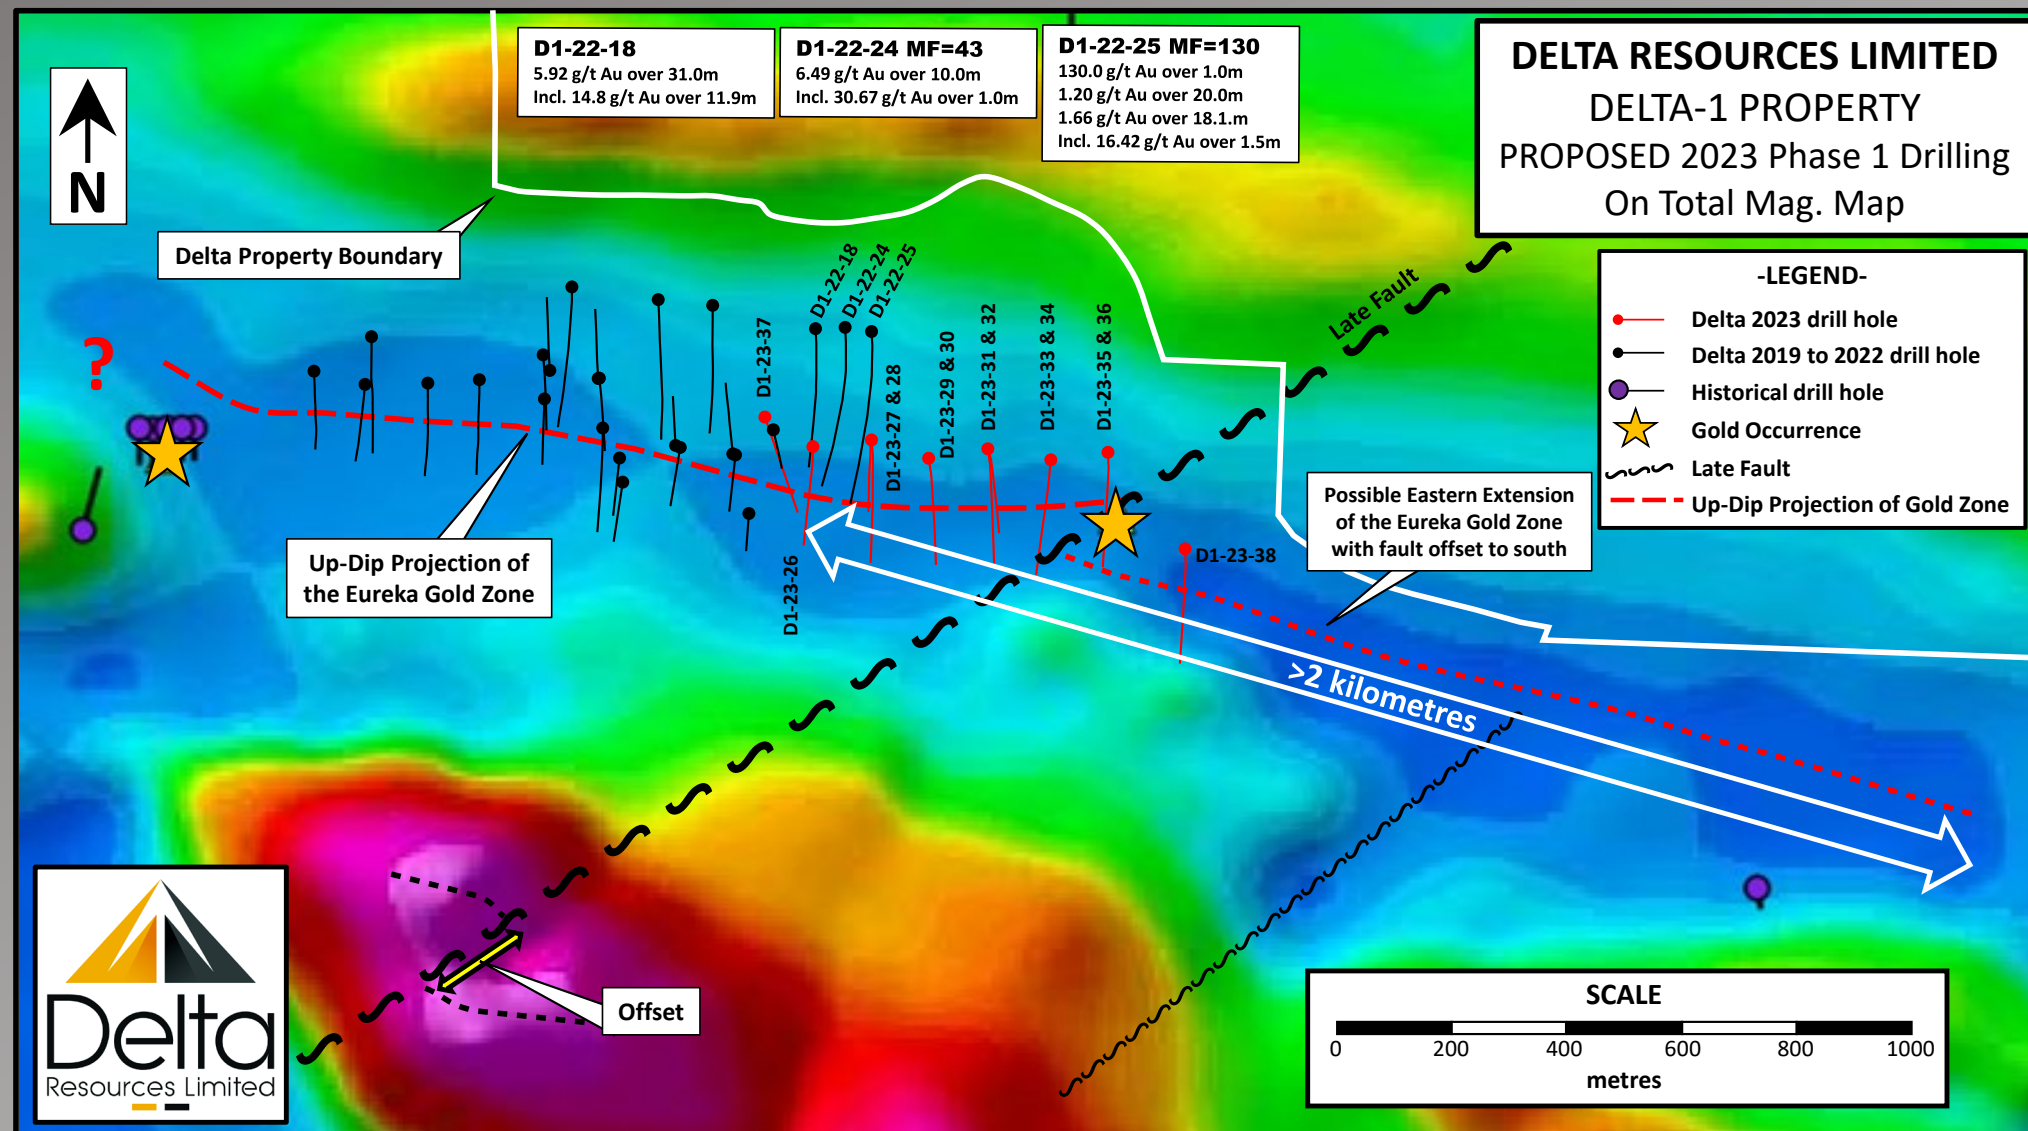 D1-22-18
5.92 g/t Au over 31.0m
Incl. 14.8 g/t Au over 11.9m
D1-22-24 MF=43
6.49 g/t Au over 10.0m
Incl. 30.67 g/t Au over 1.0m
D1-22-25 MF=130
130.0 g/t Au over 1.0m
1.20 g/t Au over 20.0m
1.66 g/t Au over 18.1.m
Incl. 16.42 g/t Au over 1.5m
DELTA RESOURCES LIMITED
DELTA-1 PROPERTY
PROPOSED 2023 Phase 1 Drilling
On Total Mag. Map
N
Delta Property Boundary
-LEGEND-
Delta 2023 drill hole
Delta 2019 to 2022 drill hole
Historical drill hole
Gold Occurrence
Late Fault
Up-Dip Projection of Gold Zone
Late Fault
?
D1-23-37
D1-22-18
D1-22-24
D1-22-25
D1-23-27 & 28
D1-23-29 & 30
D1-23-31 & 32
D1-23-33 & 34
D1-23-35 & 36
D1-23-26
D1-23-38
Up-Dip Projection of
the Eureka Gold Zone
Possible Eastern Extension
of the Eureka Gold Zone
with fault offset to south
>2 kilometres
Offset
Delta
Resources Limited
SCALE
0 200 400 600 800 1000
metres